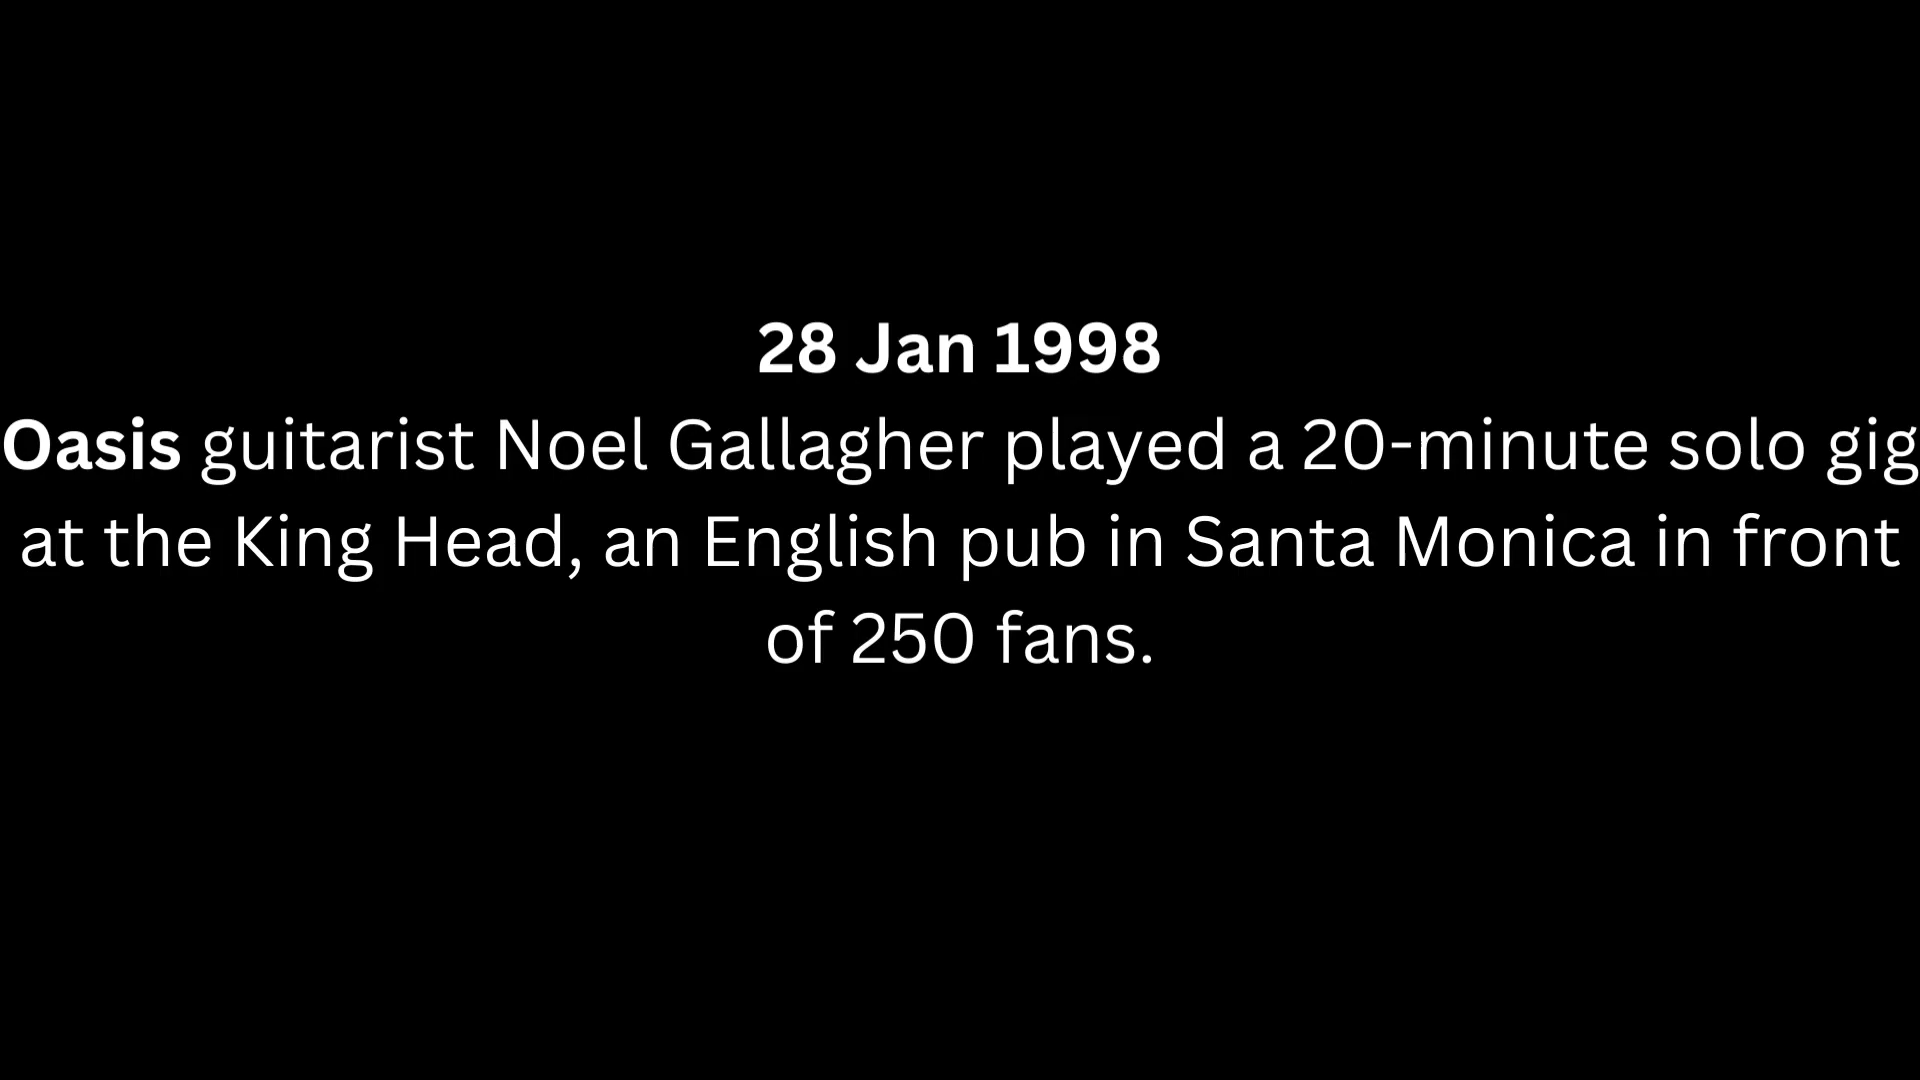 28 Jan 1998
Oasis guitarist Noel Gallagher played a 20-minute solo gig
at the King Head, an English pub in Santa Monica in front
of 250 fans.